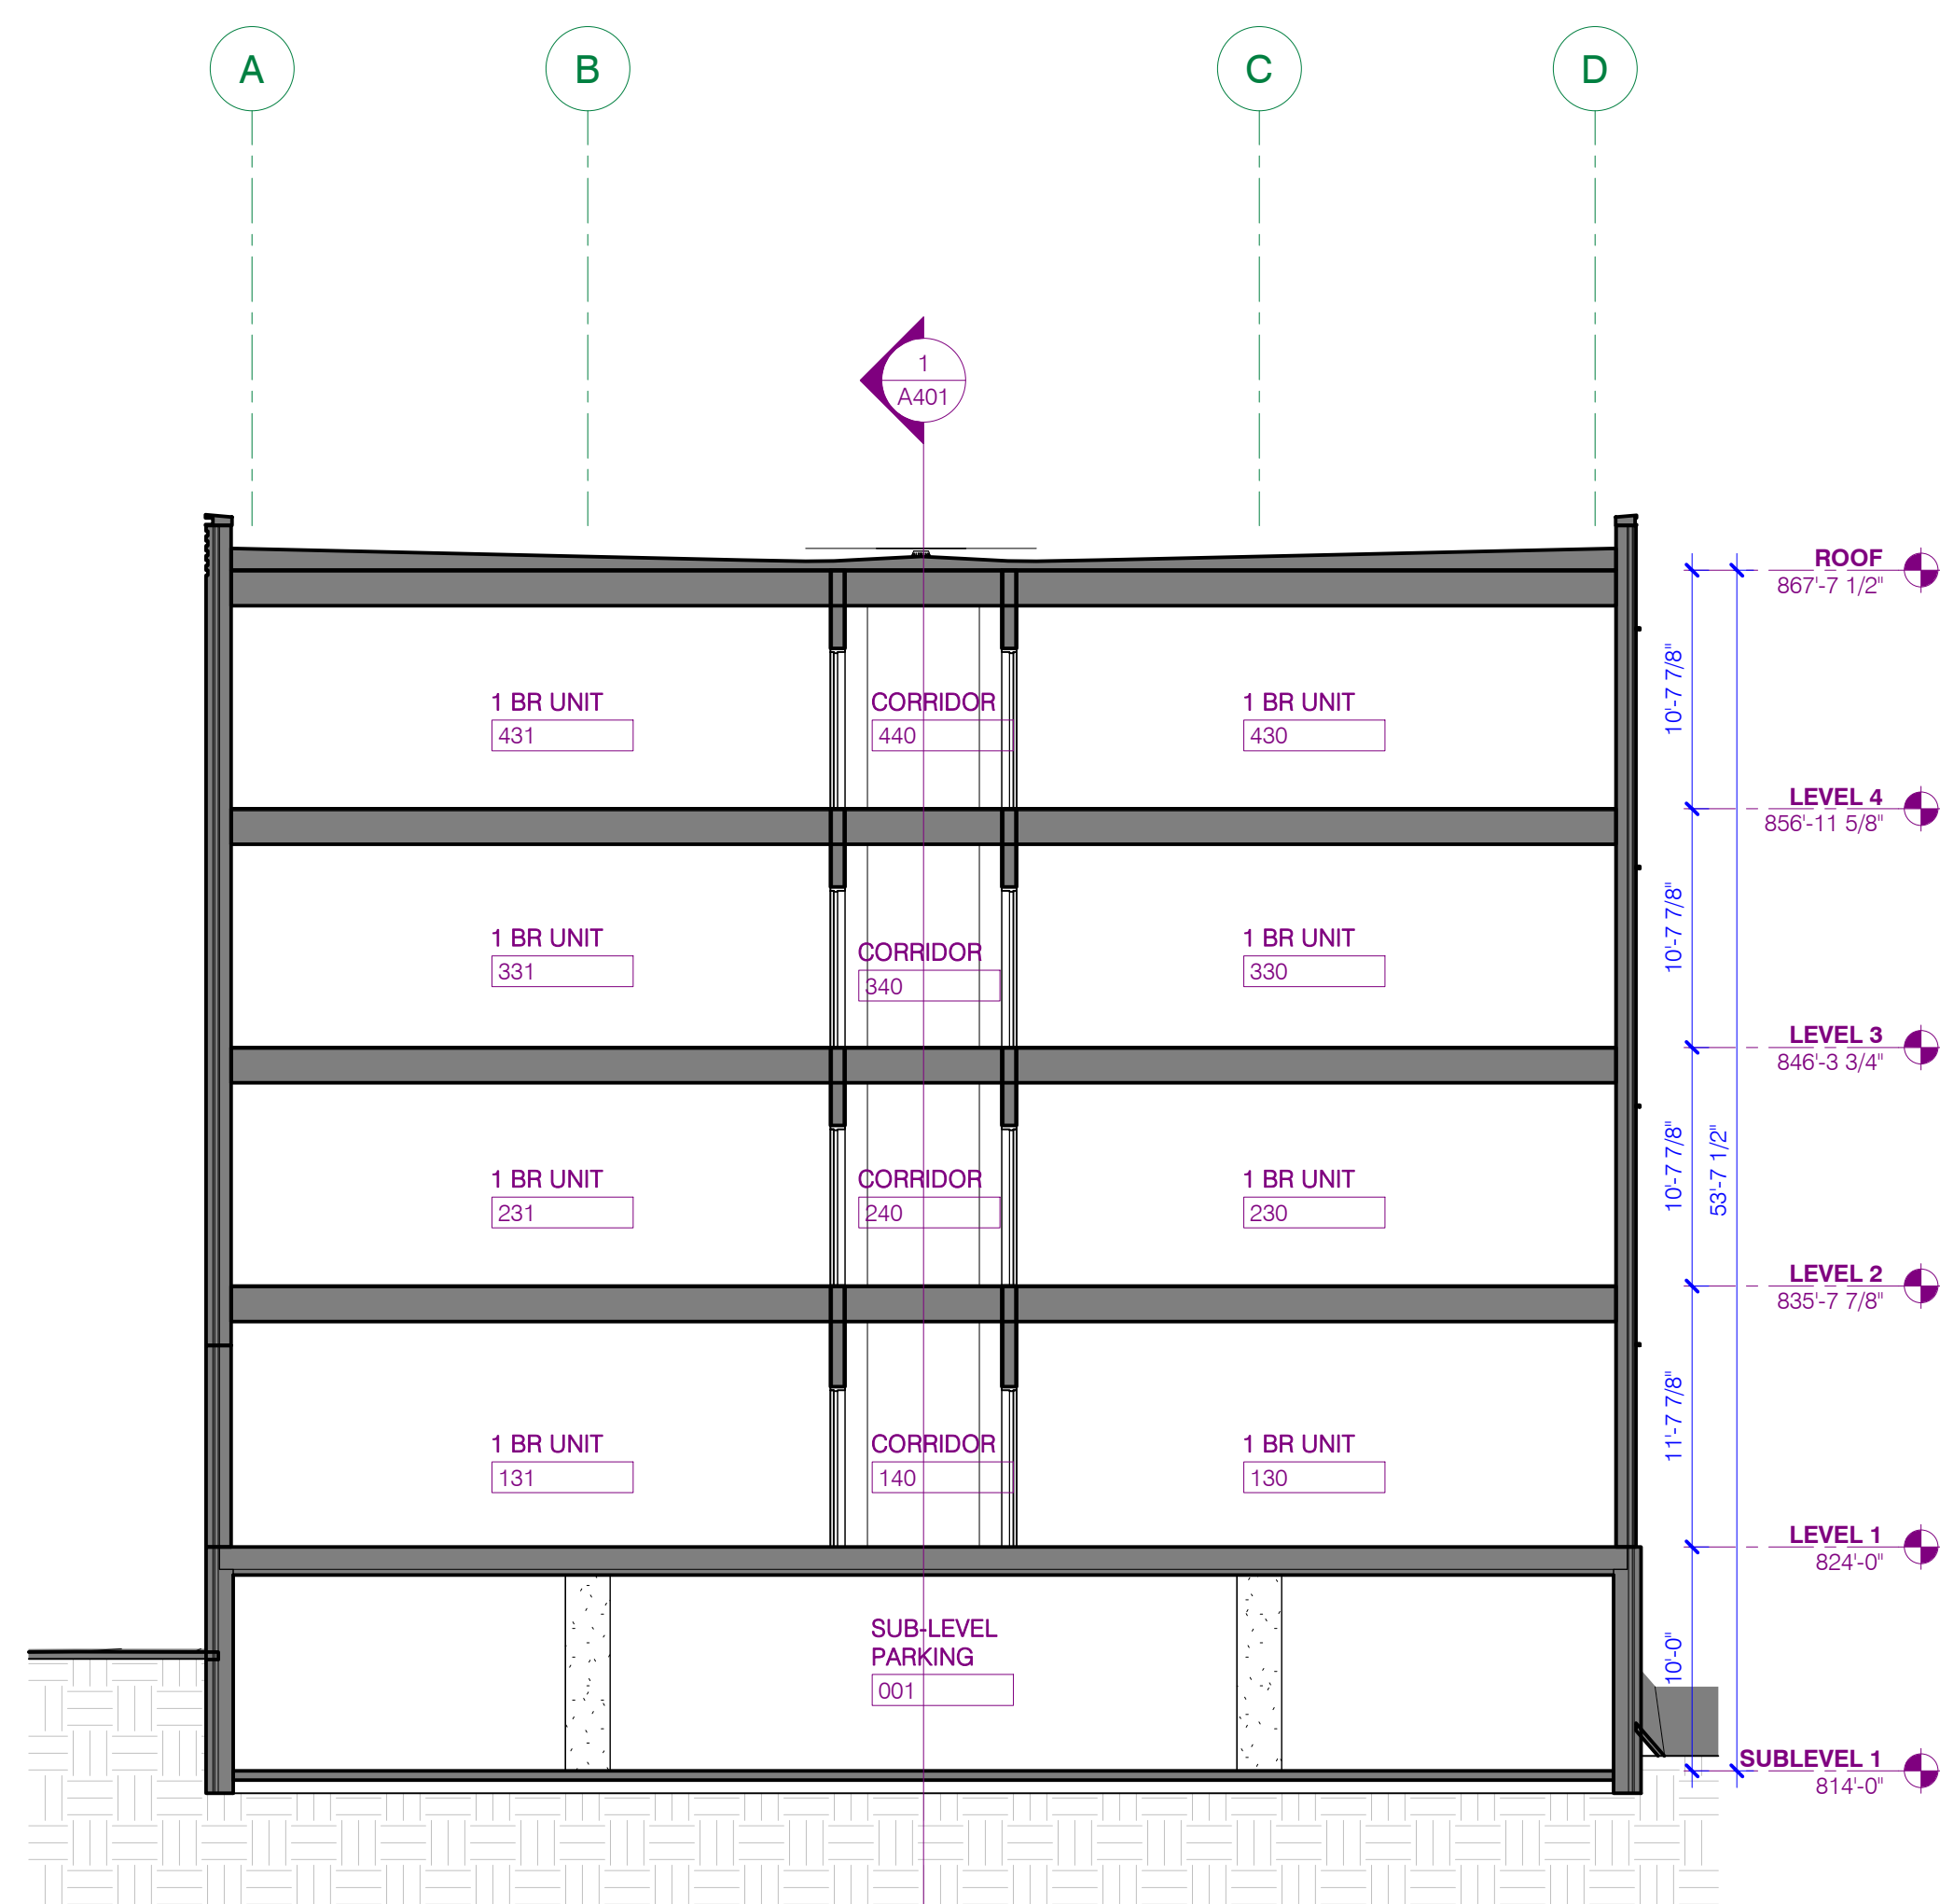 A
B
C
D
1
A401
ROOF
867'-7 1/2"
10'-7 7/8"
1 BR UNIT
431
CORRIDOR
440
1 BR UNIT
430
LEVEL 4
856'-11 5/8"
10'-7 7/8"
1 BR UNIT
331
CORRIDOR
340
1 BR UNIT
330
LEVEL 3
846'-3 3/4"
10'-7 7/8"
53'-7 1/2"
1 BR UNIT
231
CORRIDOR
240
1 BR UNIT
230
LEVEL 2
835'-7 7/8"
11'-7 7/8"
1 BR UNIT
131
CORRIDOR
140
1 BR UNIT
130
LEVEL 1
824'-0"
10'-0"
SUB-LEVEL
PARKING
001
SUBLEVEL 1
814'-0"